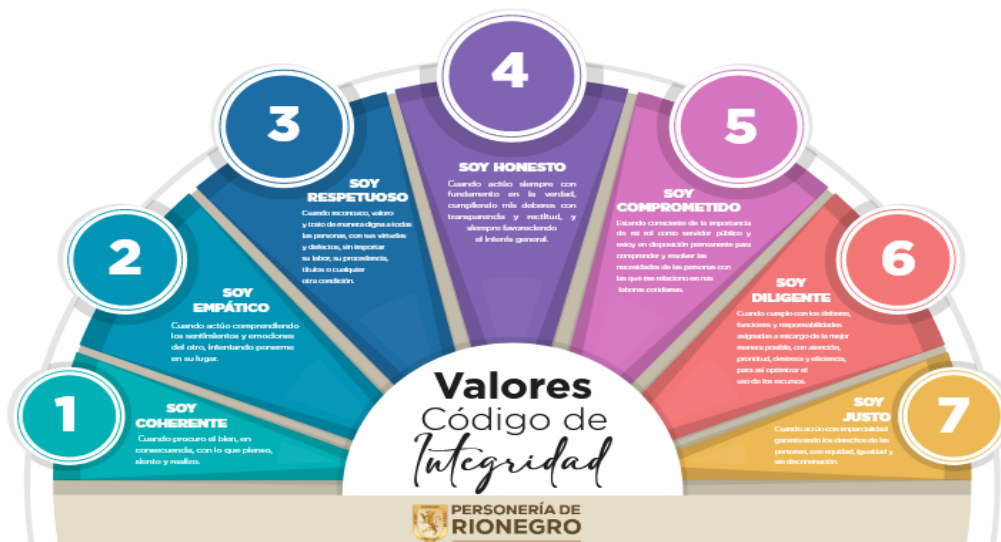 1
SOY
COHERENTE
Cuando procuro el bien, en
consecuencia, con lo que pienso,
siento y realizo.
2
SOY
EMPÁTICO
Cuando actúo comprendiendo
los sentimientos y emociones
del otro, intentando ponerme
en su lugar.
3
SOY
RESPETUOSO
Cuando reconozco, valoro
y trato de manera digna a todas
las personas, con sus virtudes
y defectos, sin importar
su labor, su procedencia,
títulos o cualquier
otra condición.
4
SOY HONESTO
Cuando actúo siempre con
fundamento en la verdad,
cumpliendo mis deberes con
transparencia y rectitud, y
siempre favoreciendo
el interés general.
5
SOY
COMPROMETIDO
Estando consciente de la importancia
de mi rol como servidor público y
estoy en disposición permanente para
comprender y resolver las
necesidades de las personas con
las que me relaciono en mis
labores cotidianas.
6
SOY
DILIGENTE
Cuando cumplo con los deberes,
funciones y responsabilidades
asignadas a mi cargo de la mejor
manera posible, con atención,
prontitud, destreza y eficiencia,
para así optimizar el
uso de los recursos.
7
SOY
JUSTO
Cuando actúo con imparcialidad
garantizando los derechos de las
personas, con equidad, igualdad y
sin discriminación.
Valores
Código de
Integridad
PERSONERÍA DE
RIONEGRO